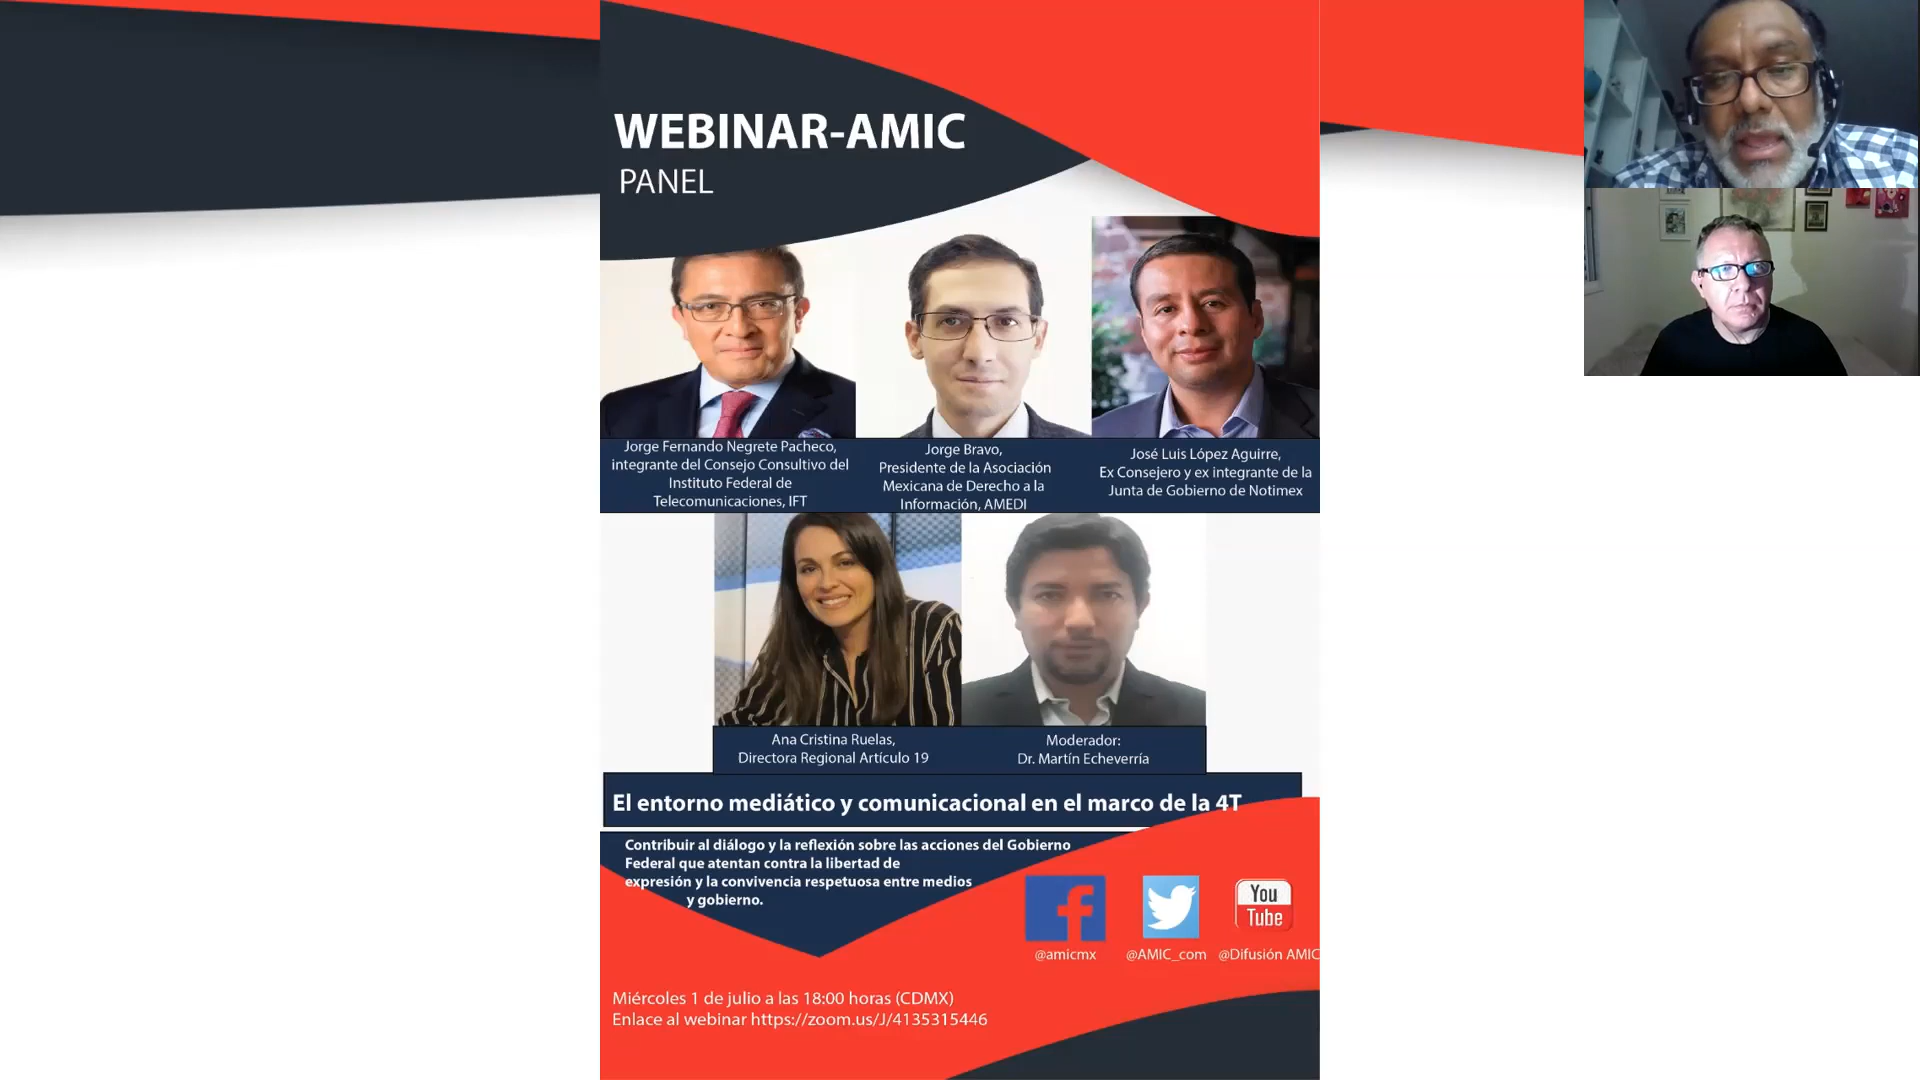 WEBINAR-AMIC
PANEL
Jorge Fernando Negrete Pacheco,
integrante del Consejo Consultivo del
Instituto Federal de
Telecomunicaciones, IFT
Jorge Bravo,
Presidente de la Asociación
Mexicana de Derecho a la
Información, AMEDI
José Luis López Aguirre,
Ex Consejero y ex integrante de la
Junta de Gobierno de Notimex
Ana Cristina Ruelas,
Directora Regional Artículo 19
Moderador:
Dr. Martín Echeverría
El entorno mediático y comunicacional en el marco de la 4T
Contribuir al diálogo y la reflexión sobre las acciones del Gobierno
Federal que atentan contra la libertad de
expresión y la convivencia respetuosa entre medios
y gobierno.
You
Tube
@amicmx
@AMIC_com
@Difusión AMIC
Miércoles 1 de julio a las 18:00 horas (CDMX)
Enlace al webinar https://zoom.us/J/4135315446